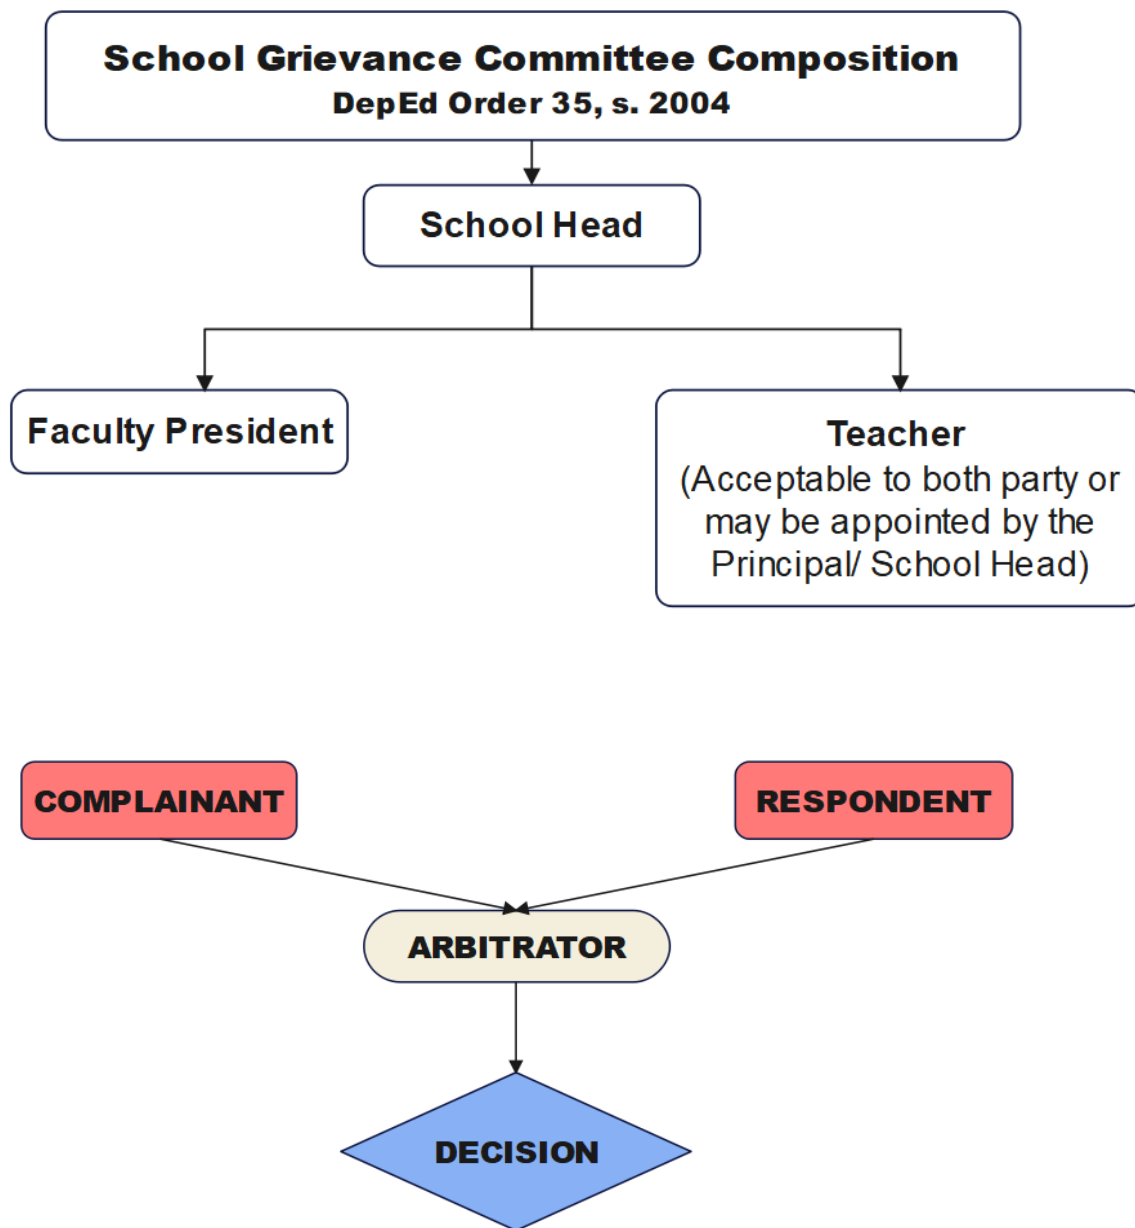 School Grievance Committee Composition
DepEd Order 35, s. 2004
School Head
Faculty President
Teacher
(Acceptable to both party or
may be appointed by the
Principal/ School Head)
COMPLAINANT
RESPONDENT
ARBITRATOR
DECISION